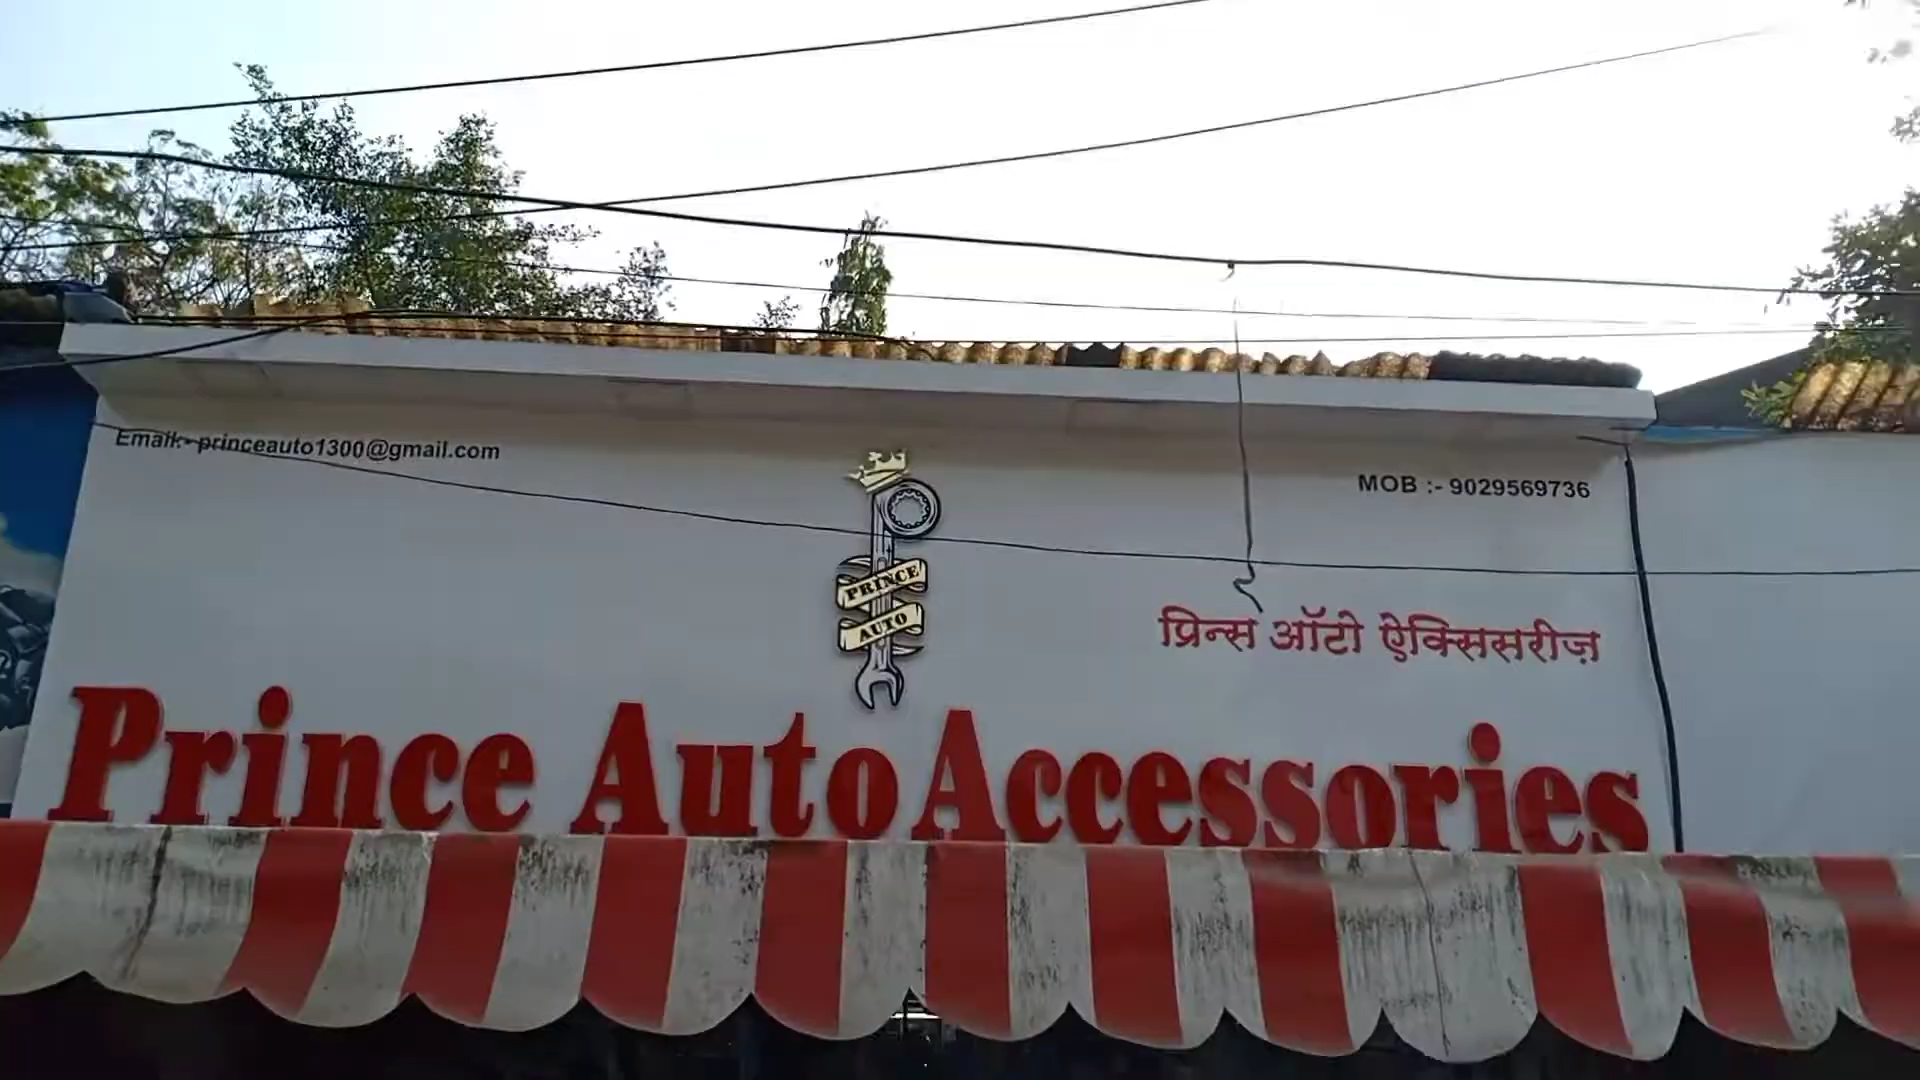 Email:- princeauto1300@gmail.com
MOB :- 9029569736
PRINCE
AUTO
प्रिन्स ऑटो ऐक्सिसरीज़
Prince Auto Accessories